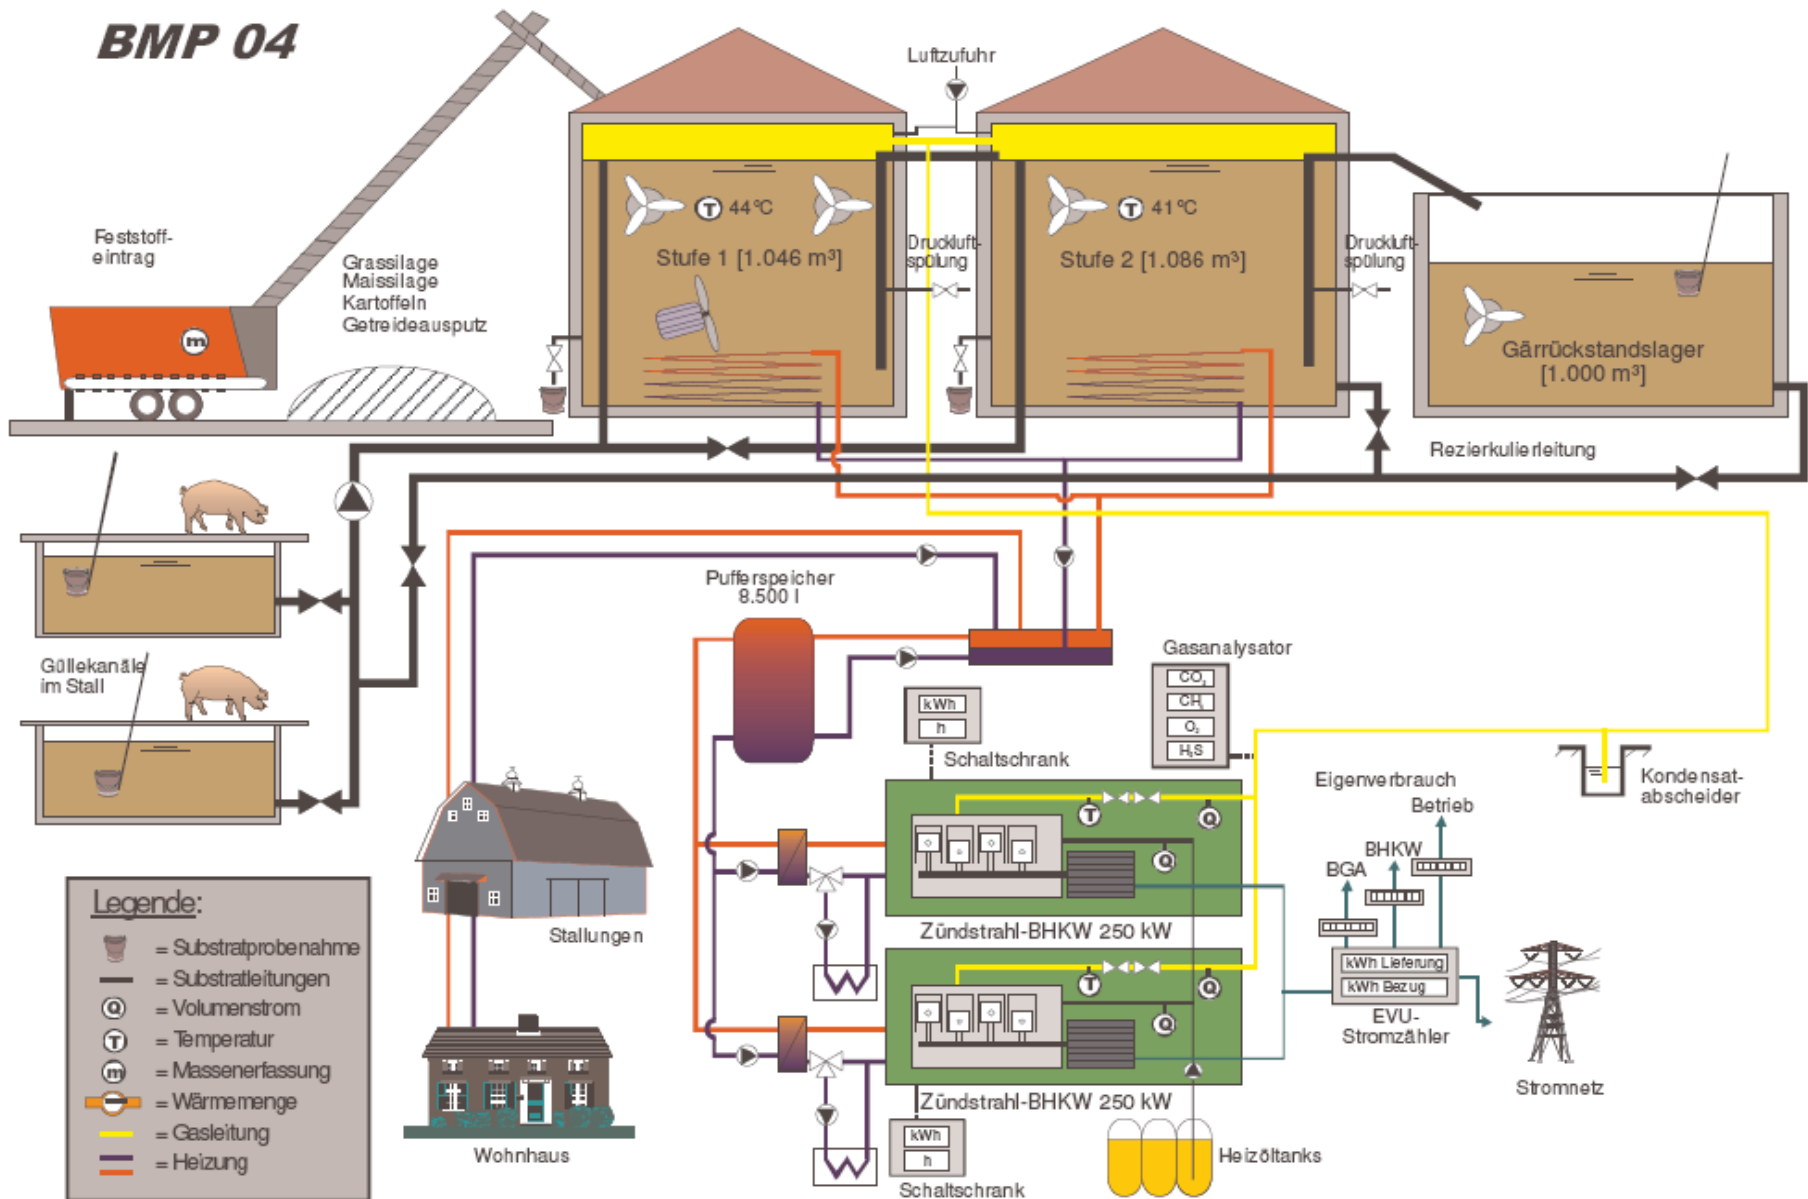 BMP 04
Luftzufuhr
Feststoff-
eintrag
Grassilage
Maissilage
Kartoffeln
Getreideausputz
T 44°C
Stufe 1 [1.046 m³]
Druckluft-
spülung
T 41°C
Stufe 2 [1.086 m³]
Druckluft-
spülung
Gärrückstandslager
[1.000 m³]
m
Rezierkulierleitung
Güllekanäle
im Stall
Pufferspeicher
8.500 l
Gasanalysator
CO₂
CH₄
O₂
H₂S
kWh
h
Schaltschrank
T
Q
Q
Zündstrahl-BHKW 250 kW
T
Q
Q
Zündstrahl-BHKW 250 kW
kWh
h
Schaltschrank
Heizöltanks
Kondensat-
abscheider
Eigenverbrauch
Betrieb
BHKW
BGA
kWh Lieferung
kWh Bezug
EVU-
Stromzähler
Stromnetz
Stallungen
Wohnhaus
Legende:
= Substratprobenahme
= Substratleitungen
Q = Volumenstrom
T = Temperatur
m = Massenerfassung
= Wärmemenge
= Gasleitung
= Heizung